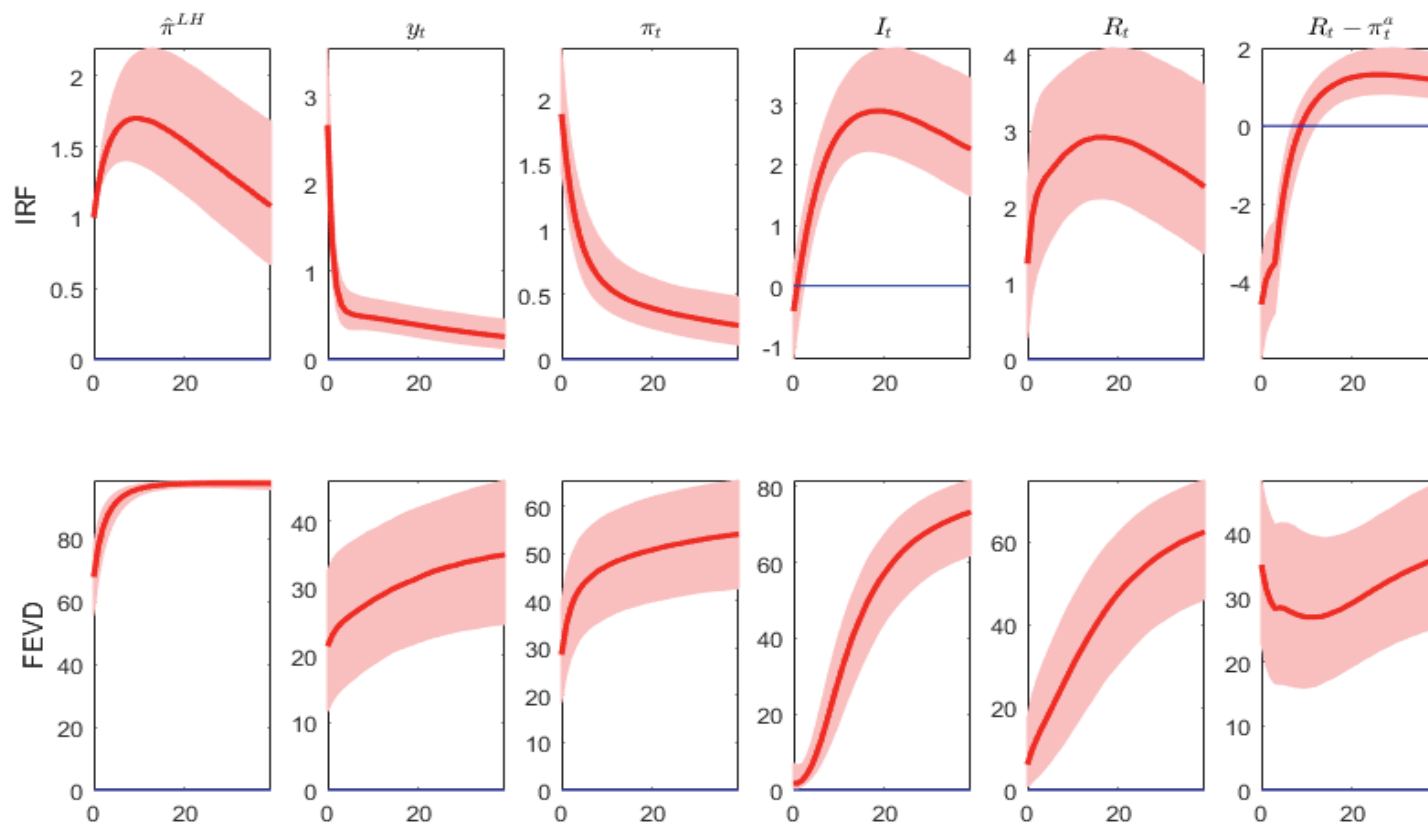 $\hat{\pi}^{LH}$ $y_t$ $\pi_t$ $I_t$ $R_t$ $R_t - \pi_t^a$
IRF
2 1.5 1 0.5 0
3 2 1 0
2 1.5 1 0.5 0
3 2 1 0 -1
4 3 2 1 0
2 0 -2 -4
0 20 0 20 0 20 0 20 0 20 0 20
FEVD
80 60 40 20 0
40 30 20 10 0
60 50 40 30 20 10 0
80 60 40 20 0
60 40 20 0
40 30 20 10 0
0 20 0 20 0 20 0 20 0 20 0 20